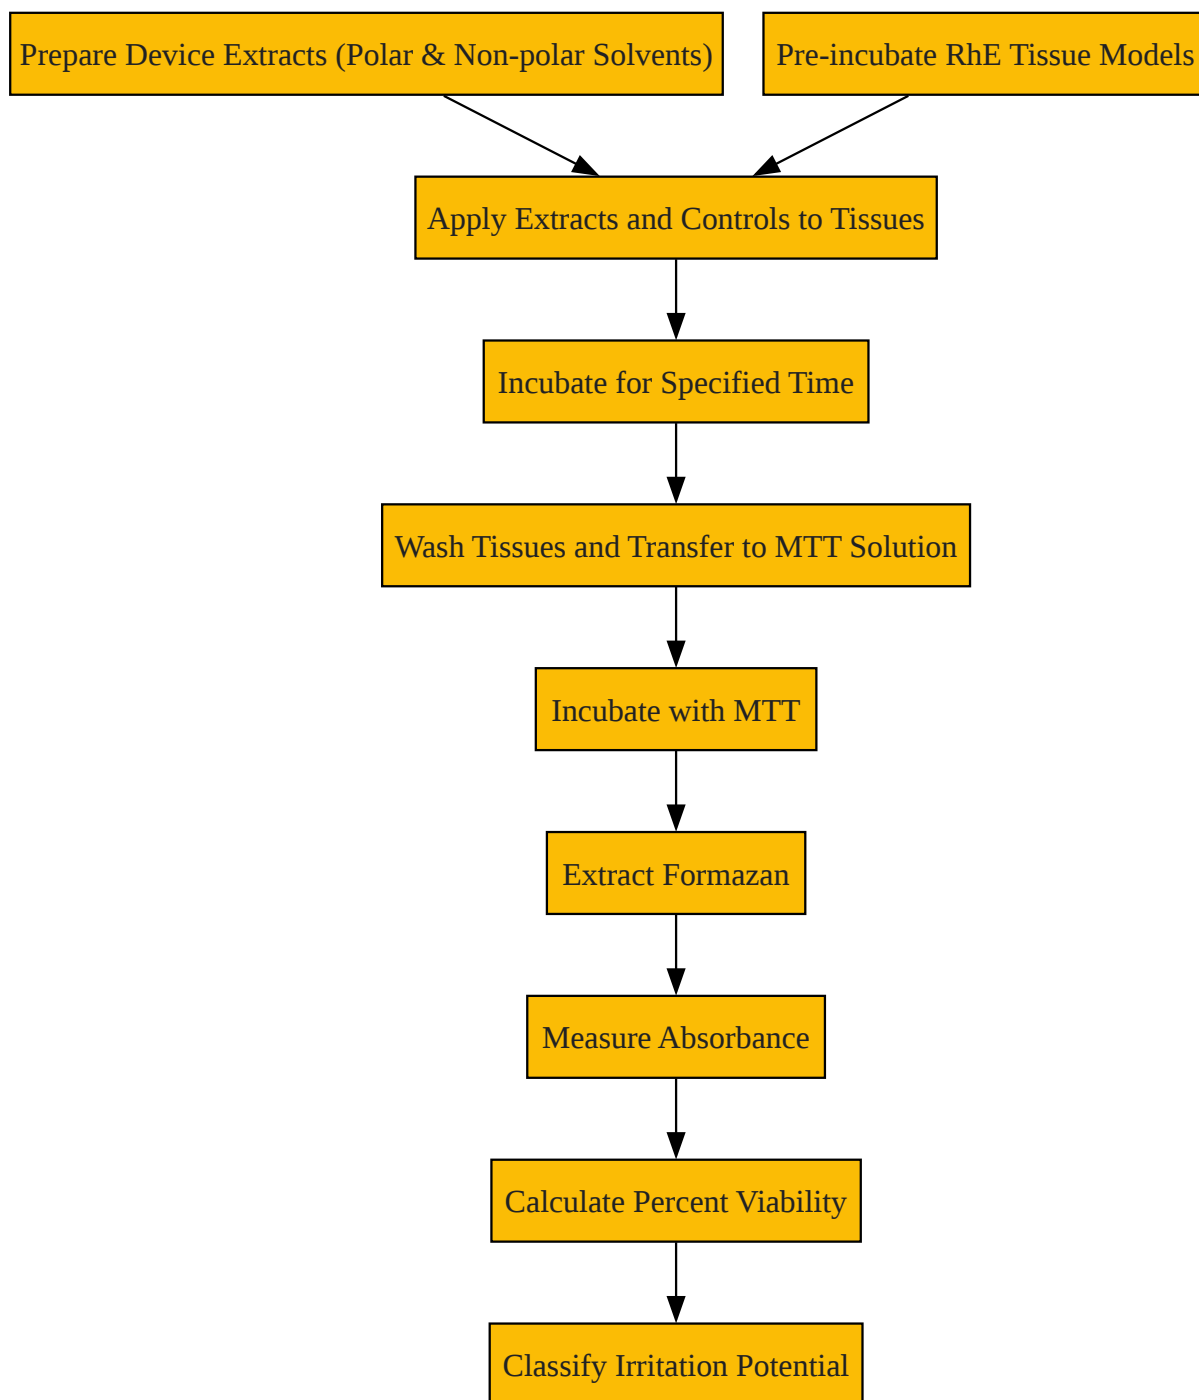 Prepare Device Extracts (Polar & Non-polar Solvents)
Pre-incubate RhE Tissue Models
Apply Extracts and Controls to Tissues
Incubate for Specified Time
Wash Tissues and Transfer to MTT Solution
Incubate with MTT
Extract Formazan
Measure Absorbance
Calculate Percent Viability
Classify Irritation Potential